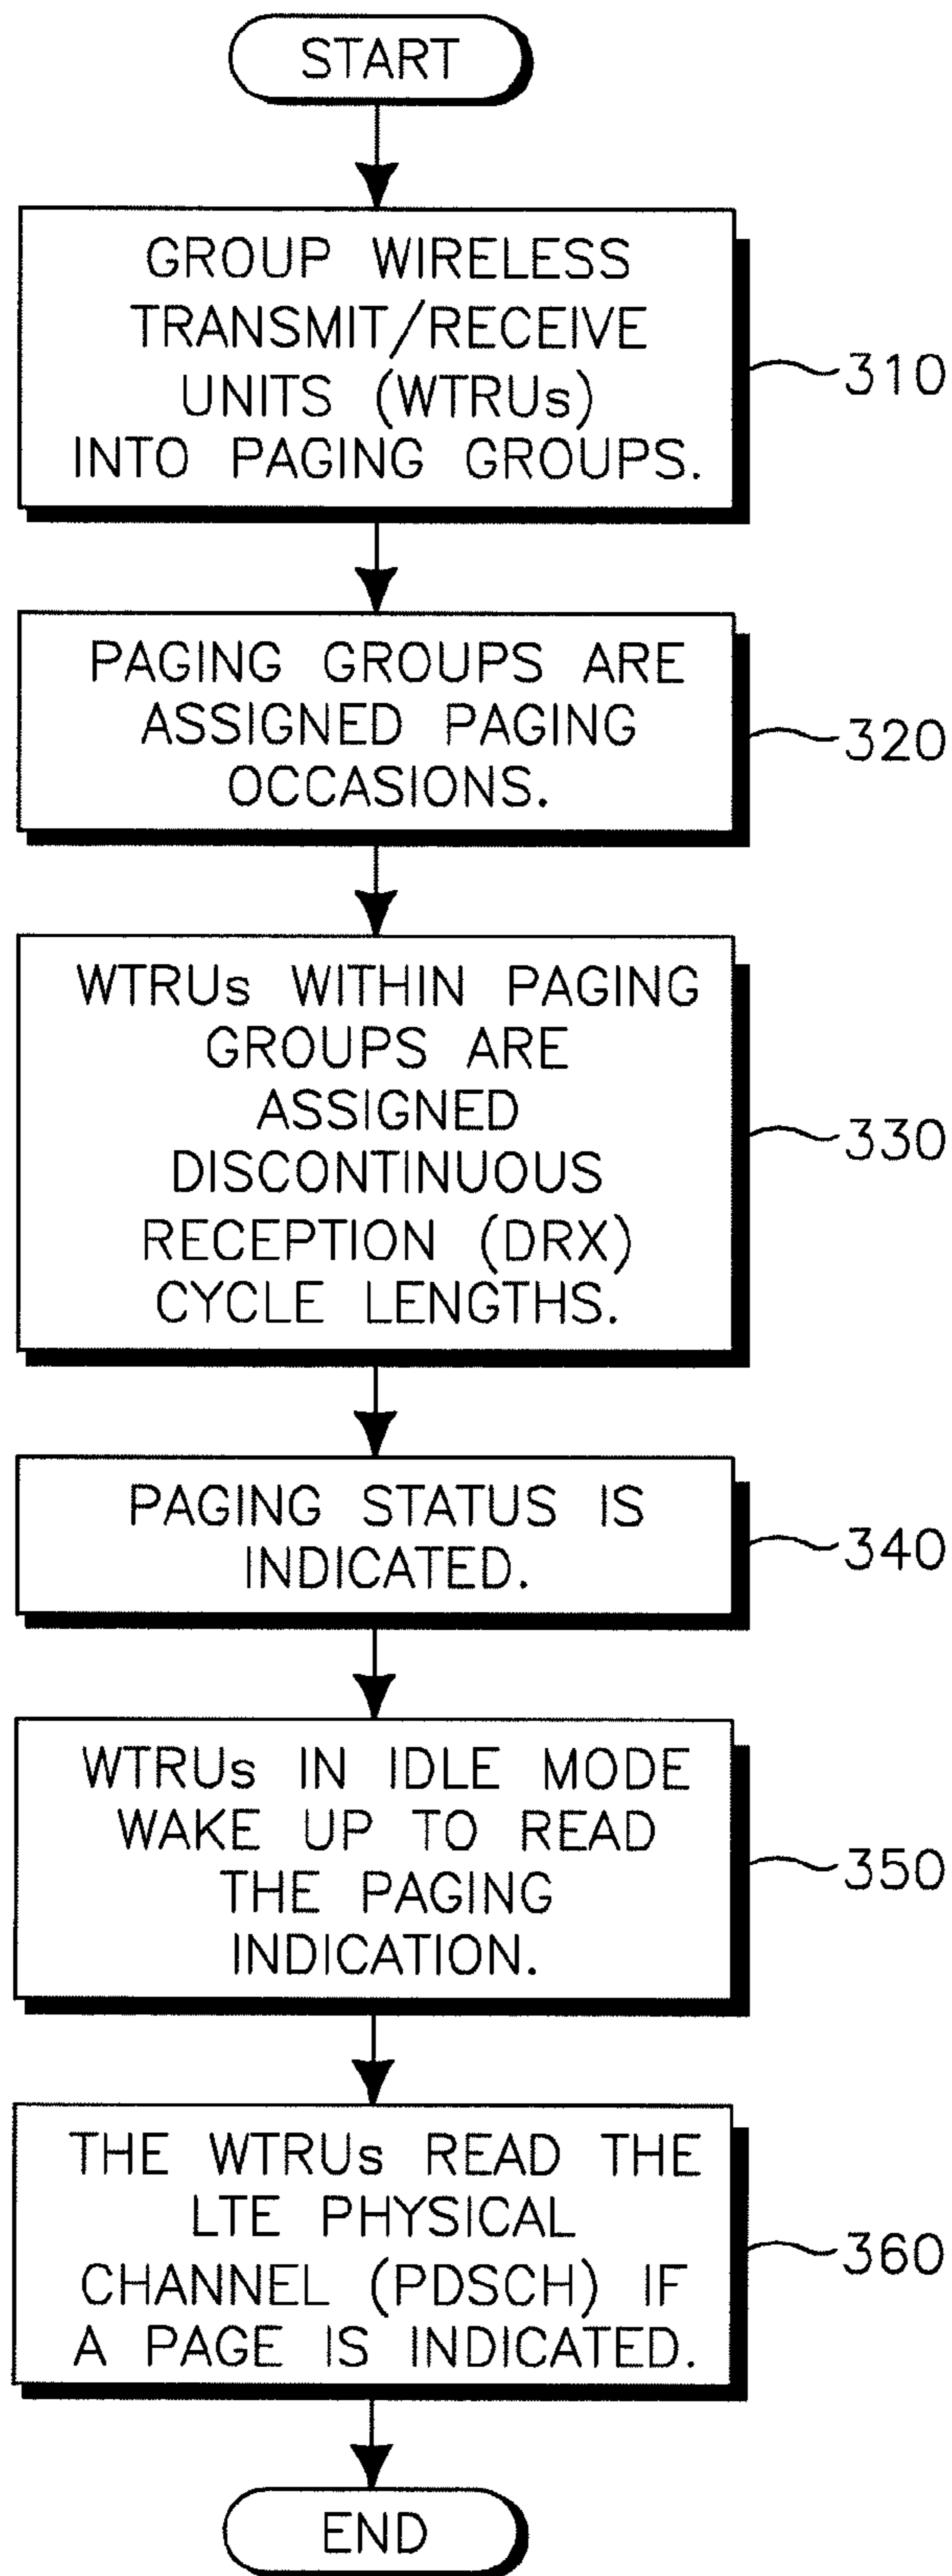 START
GROUP WIRELESS
TRANSMIT/RECEIVE
UNITS (WTRUs)
INTO PAGING GROUPS.
310
PAGING GROUPS ARE
ASSIGNED PAGING
OCCASIONS.
320
WTRUs WITHIN PAGING
GROUPS ARE
ASSIGNED
DISCONTINUOUS
RECEPTION (DRX)
CYCLE LENGTHS.
330
PAGING STATUS IS
INDICATED.
340
WTRUs IN IDLE MODE
WAKE UP TO READ
THE PAGING
INDICATION.
350
THE WTRUs READ THE
LTE PHYSICAL
CHANNEL (PDSCH) IF
A PAGE IS INDICATED.
360
END